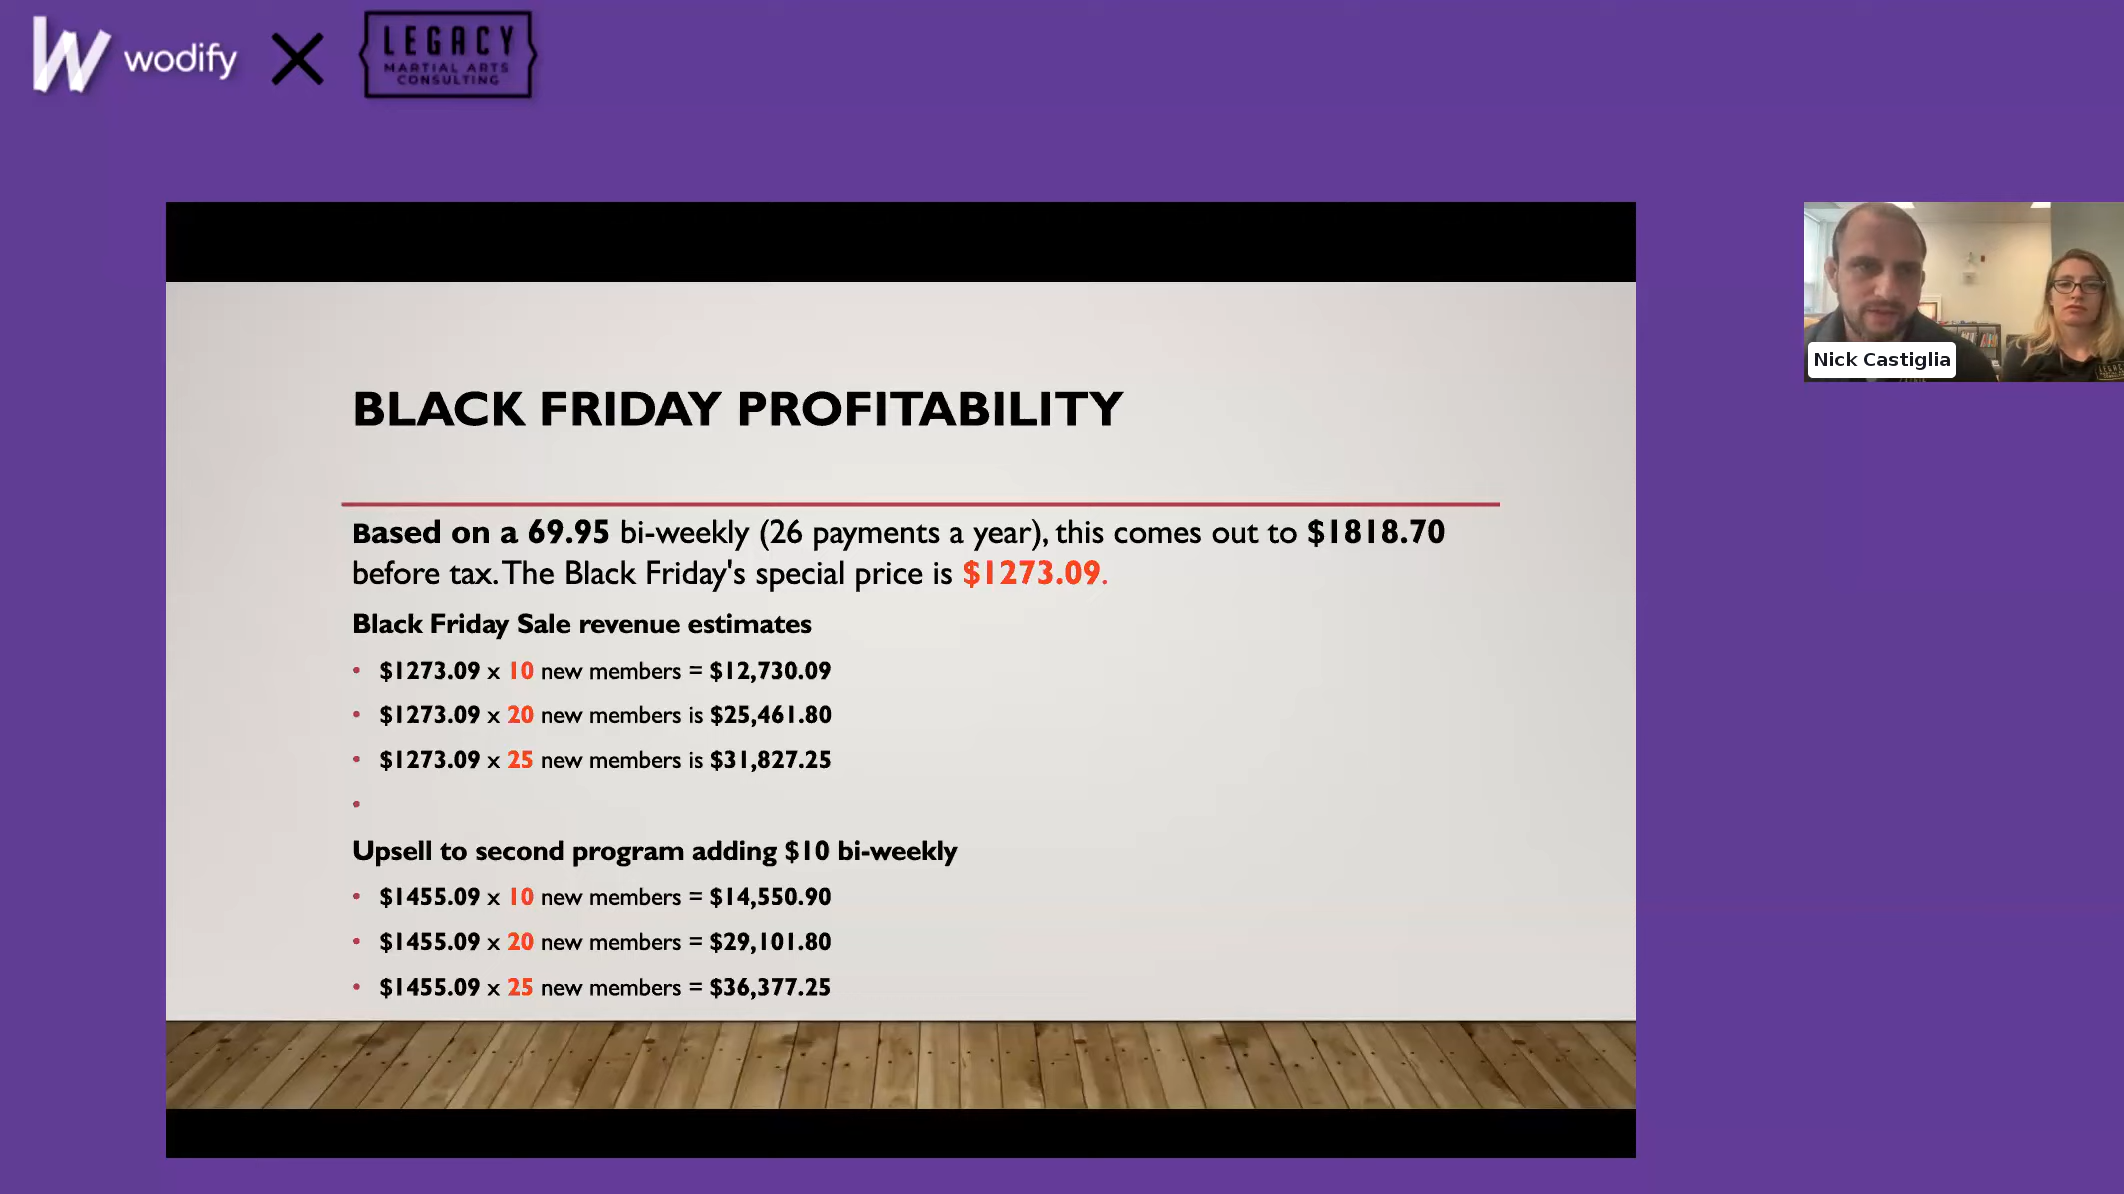 wodify
LEGACY
MARTIAL ARTS
CONSULTING
Nick Castiglia
BLACK FRIDAY PROFITABILITY
Based on a 69.95 bi-weekly (26 payments a year), this comes out to $1818.70
before tax. The Black Friday's special price is $1273.09.
Black Friday Sale revenue estimates
• $1273.09 x 10 new members = $12,730.09
• $1273.09 x 20 new members is $25,461.80
• $1273.09 x 25 new members is $31,827.25
•
Upsell to second program adding $10 bi-weekly
• $1455.09 x 10 new members = $14,550.90
• $1455.09 x 20 new members = $29,101.80
• $1455.09 x 25 new members = $36,377.25